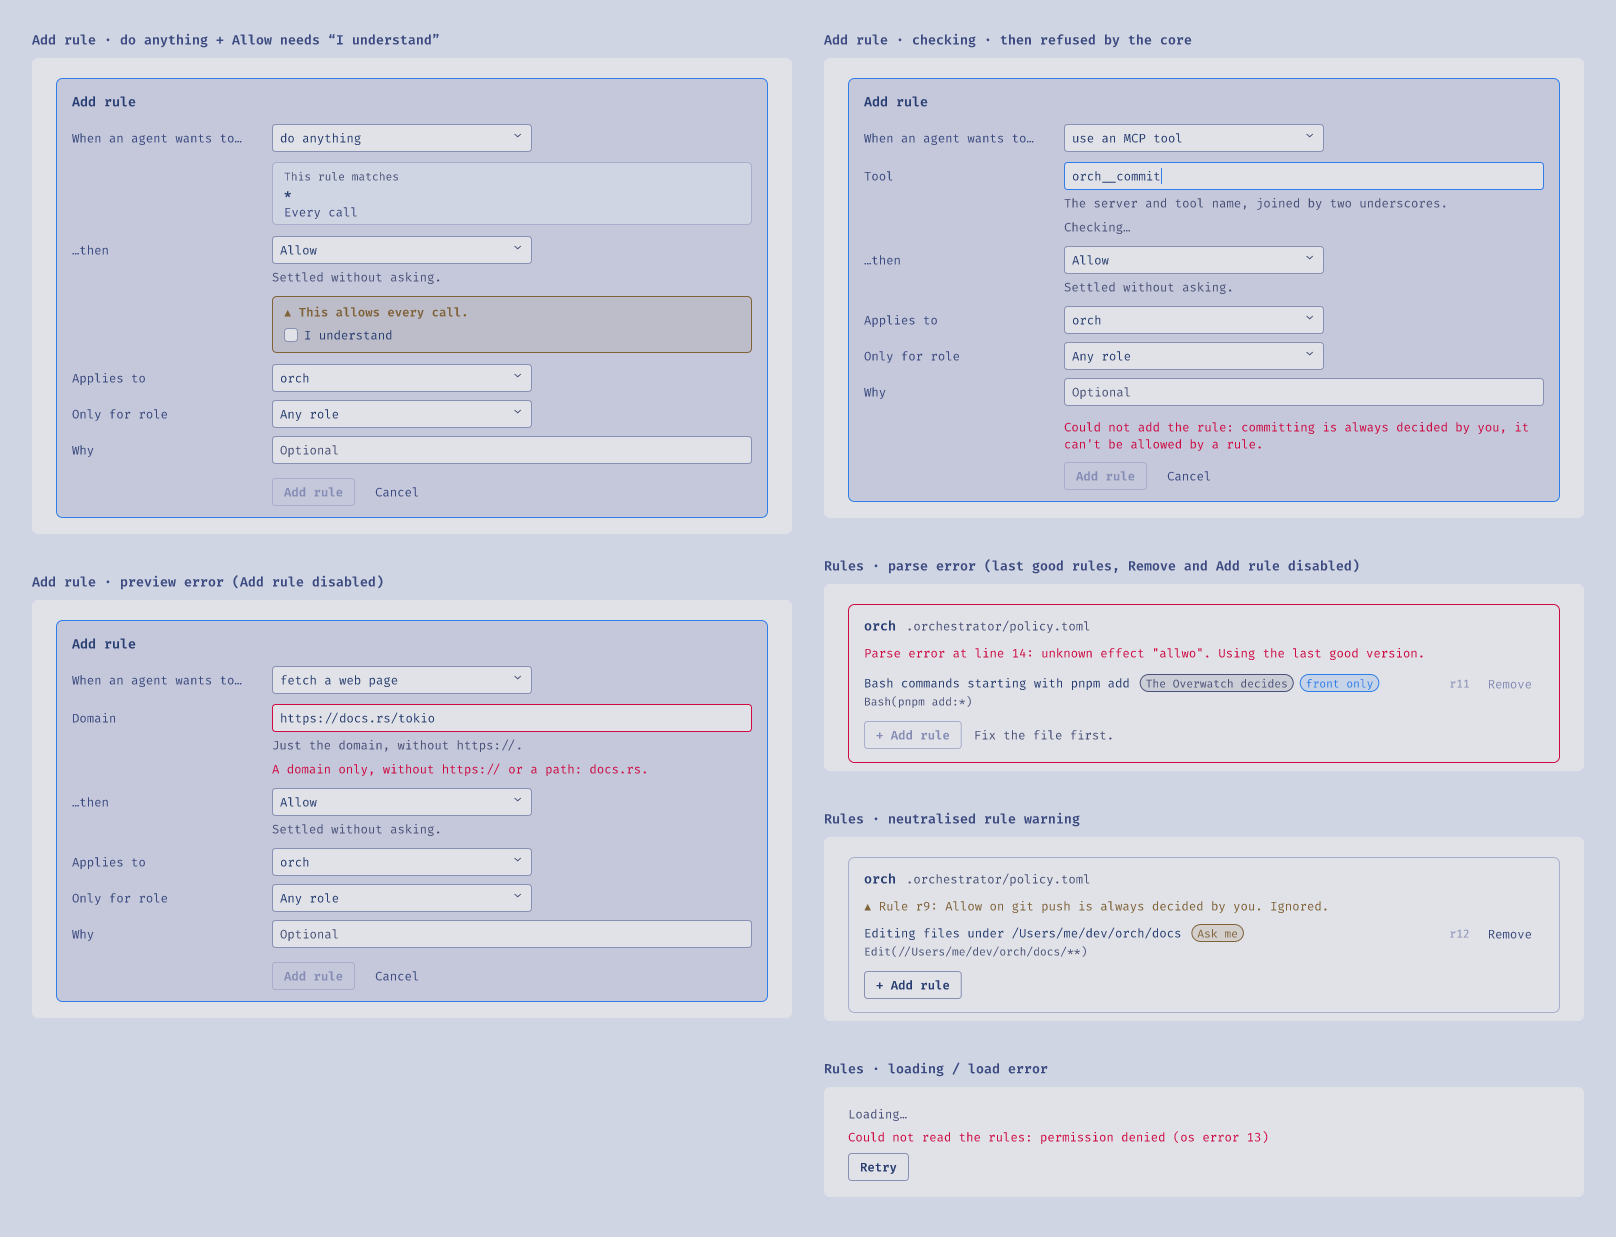 Add rule · do anything + Allow needs “I understand”
Add rule
When an agent wants to…
do anything
This rule matches
*
Every call
…then
Allow
Settled without asking.
▲ This allows every call.
I understand
Applies to
orch
Only for role
Any role
Why
Optional
Add rule
Cancel
Add rule · preview error (Add rule disabled)
Add rule
When an agent wants to…
fetch a web page
Domain
https://docs.rs/tokio
Just the domain, without https://.
A domain only, without https:// or a path: docs.rs.
…then
Allow
Settled without asking.
Applies to
orch
Only for role
Any role
Why
Optional
Add rule
Cancel
Add rule · checking · then refused by the core
Add rule
When an agent wants to…
use an MCP tool
Tool
orch__commit
The server and tool name, joined by two underscores.
Checking…
…then
Allow
Settled without asking.
Applies to
orch
Only for role
Any role
Why
Optional
Could not add the rule: committing is always decided by you, it
can't be allowed by a rule.
Add rule
Cancel
Rules · parse error (last good rules, Remove and Add rule disabled)
orch .orchestrator/policy.toml
Parse error at line 14: unknown effect "allwo". Using the last good version.
Bash commands starting with pnpm add The Overwatch decides front only r11 Remove
Bash(pnpm add:*)
+ Add rule Fix the file first.
Rules · neutralised rule warning
orch .orchestrator/policy.toml
▲ Rule r9: Allow on git push is always decided by you. Ignored.
Editing files under /Users/me/dev/orch/docs Ask me r12 Remove
Edit(//Users/me/dev/orch/docs/**)
+ Add rule
Rules · loading / load error
Loading…
Could not read the rules: permission denied (os error 13)
Retry